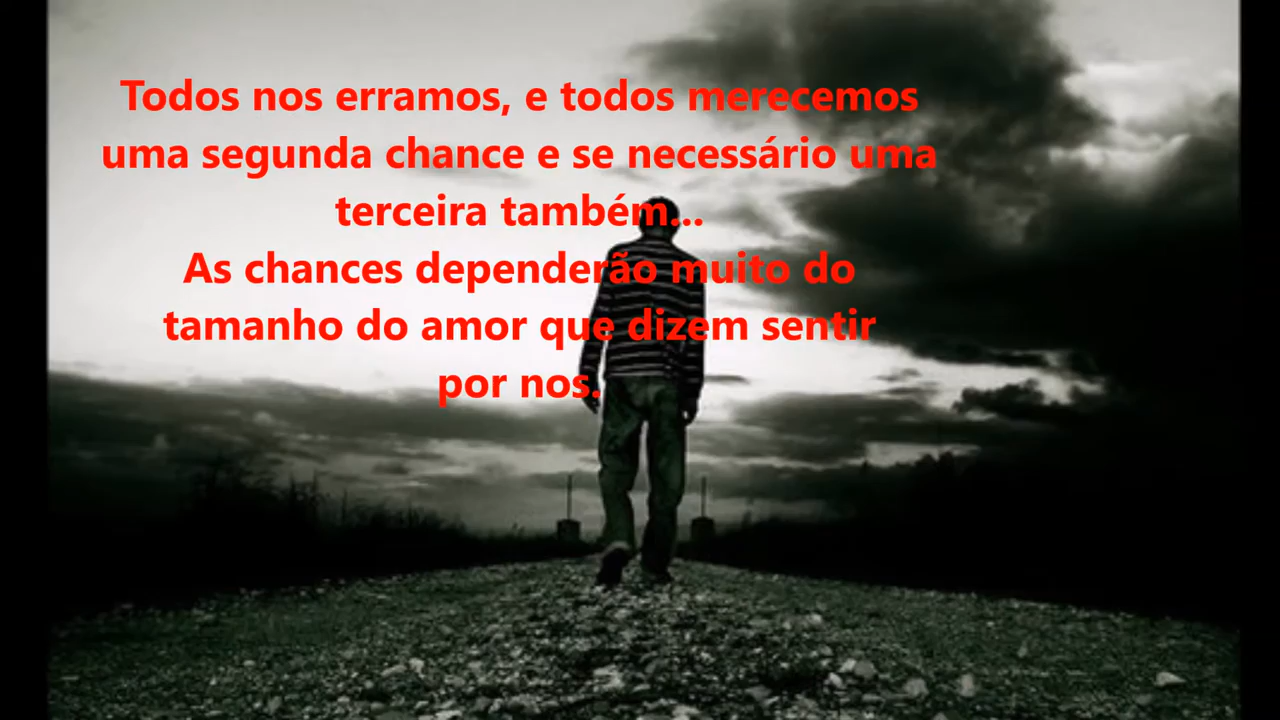 Todos nos erramos, e todos merecemos
uma segunda chance e se necessário uma
terceira também...
As chances dependerão muito do
tamanho do amor que dizem sentir
por nos.